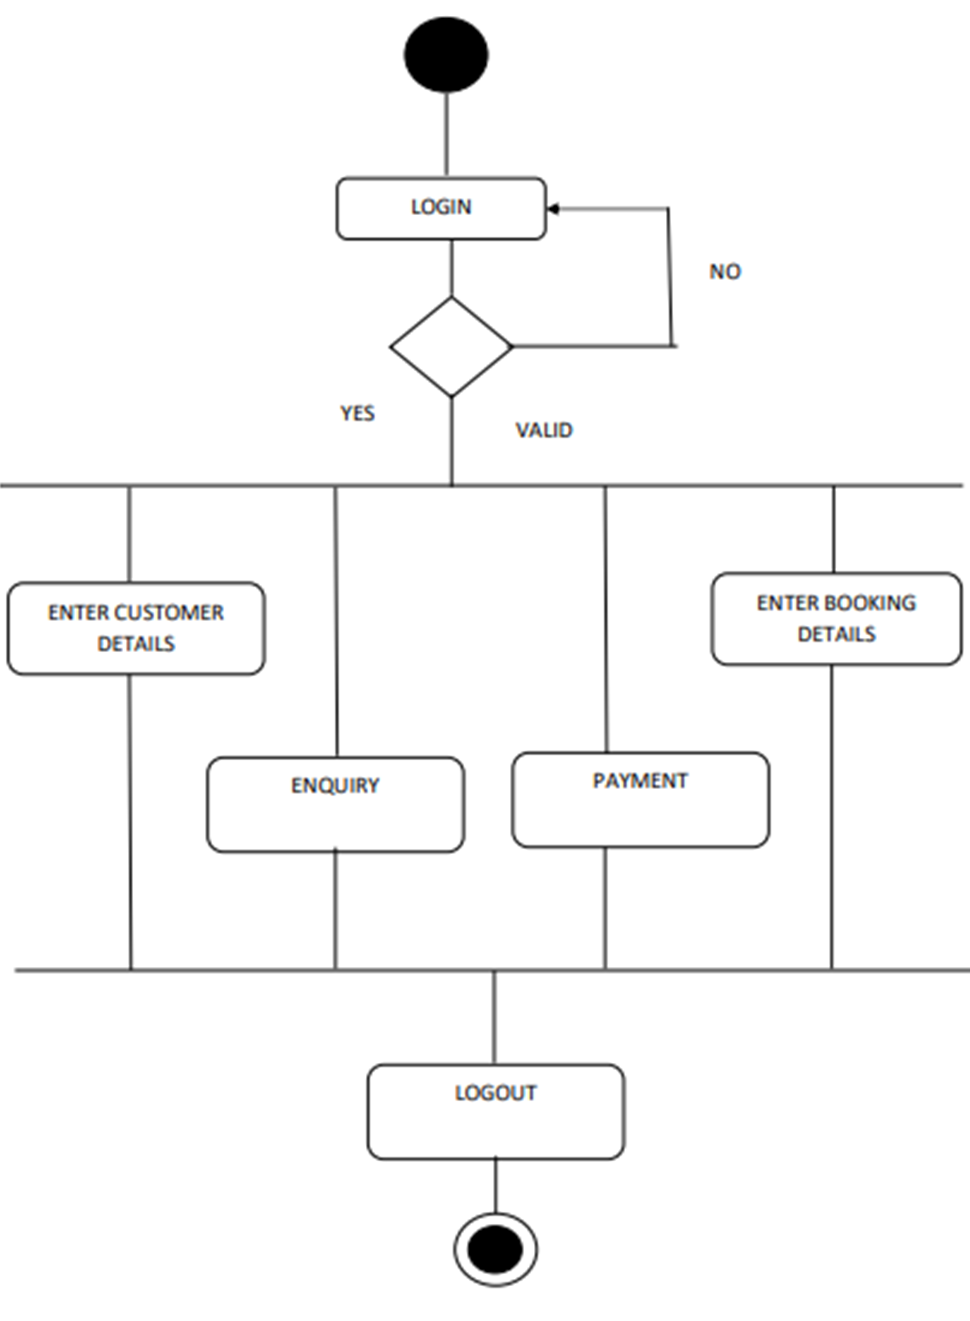 LOGIN
NO
YES
VALID
ENTER CUSTOMER
DETAILS
ENTER BOOKING
DETAILS
ENQUIRY
PAYMENT
LOGOUT